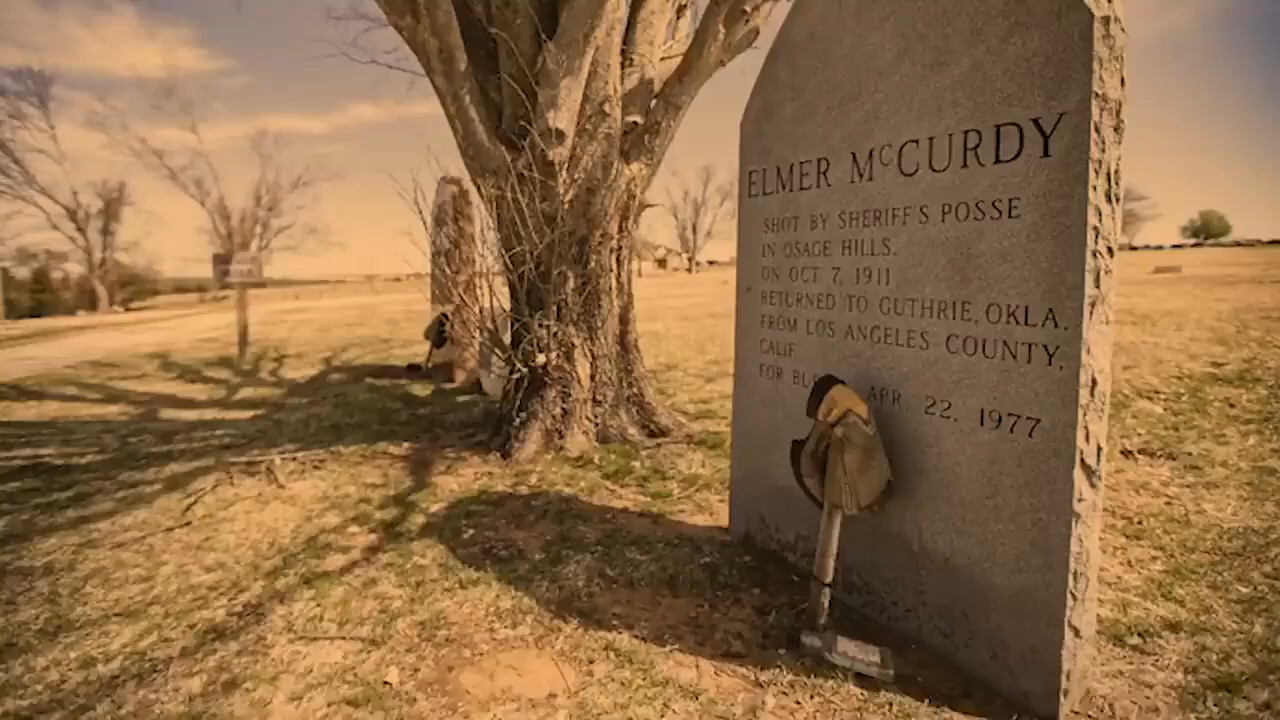 ELMER McCURDY
SHOT BY SHERIFF'S POSSE
IN OSAGE HILLS.
ON OCT. 7, 1911
RETURNED TO GUTHRIE, OKLA.
FROM LOS ANGELES COUNTY,
CALIF.
FOR APR. 22, 1977